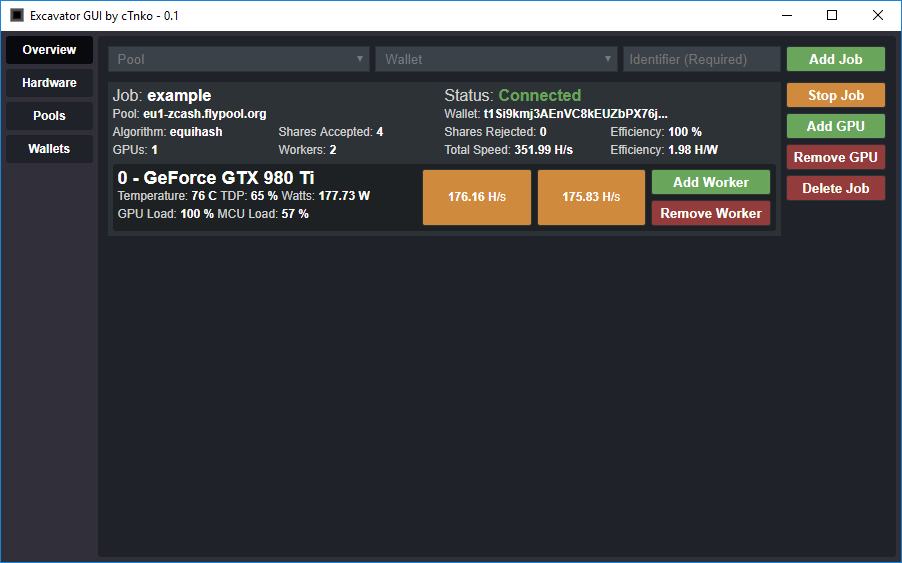 Excavator GUI by cTnko - 0.1
Overview
Hardware
Pools
Wallets
Pool Wallet Identifier (Required) Add Job
Job: example Status: Connected
Pool: eu1-zcash.flypool.org Wallet: t1Si9kmj3AEnVC8kEUZbPX76j...
Algorithm: equihash Shares Accepted: 4 Shares Rejected: 0 Efficiency: 100 %
GPUs: 1 Workers: 2 Total Speed: 351.99 H/s Efficiency: 1.98 H/W
0 - GeForce GTX 980 Ti
Temperature: 76 C TDP: 65 % Watts: 177.73 W
GPU Load: 100 % MCU Load: 57 %
176.16 H/s 175.83 H/s
Add Worker
Remove Worker
Stop Job
Add GPU
Remove GPU
Delete Job